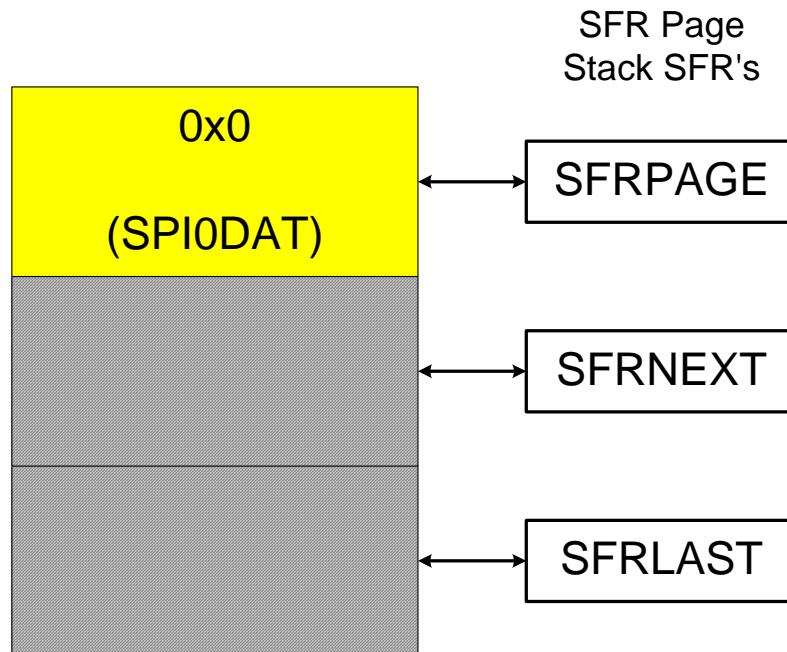 SFR Page
Stack SFR's
0x0
(SPI0DAT)
SFRPAGE
SFRNEXT
SFRLAST